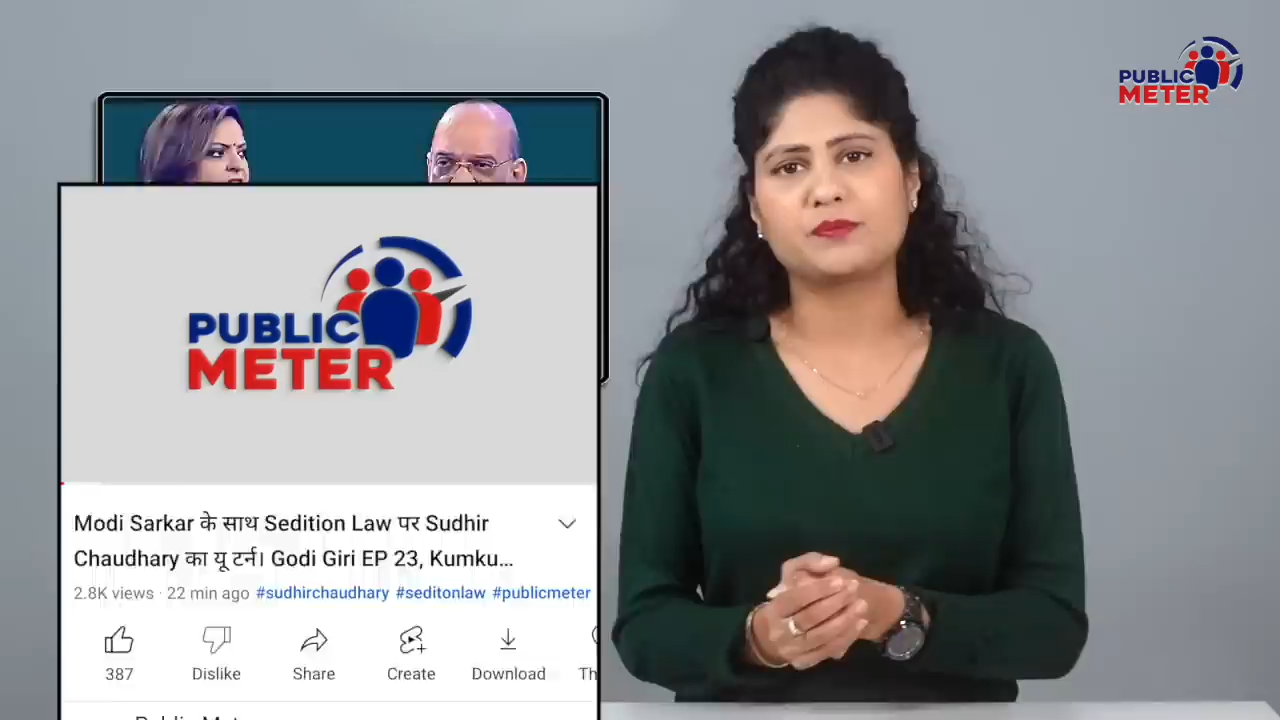 PUBLIC
METER
PUBLIC
METER
Modi Sarkar के साथ Sedition Law पर Sudhir
Chaudhary का यू टर्न। Godi Giri EP 23, Kumku...
2.8K views · 22 min ago #sudhirchaudhary #seditonlaw #publicmeter
387 Dislike Share Create Download Th